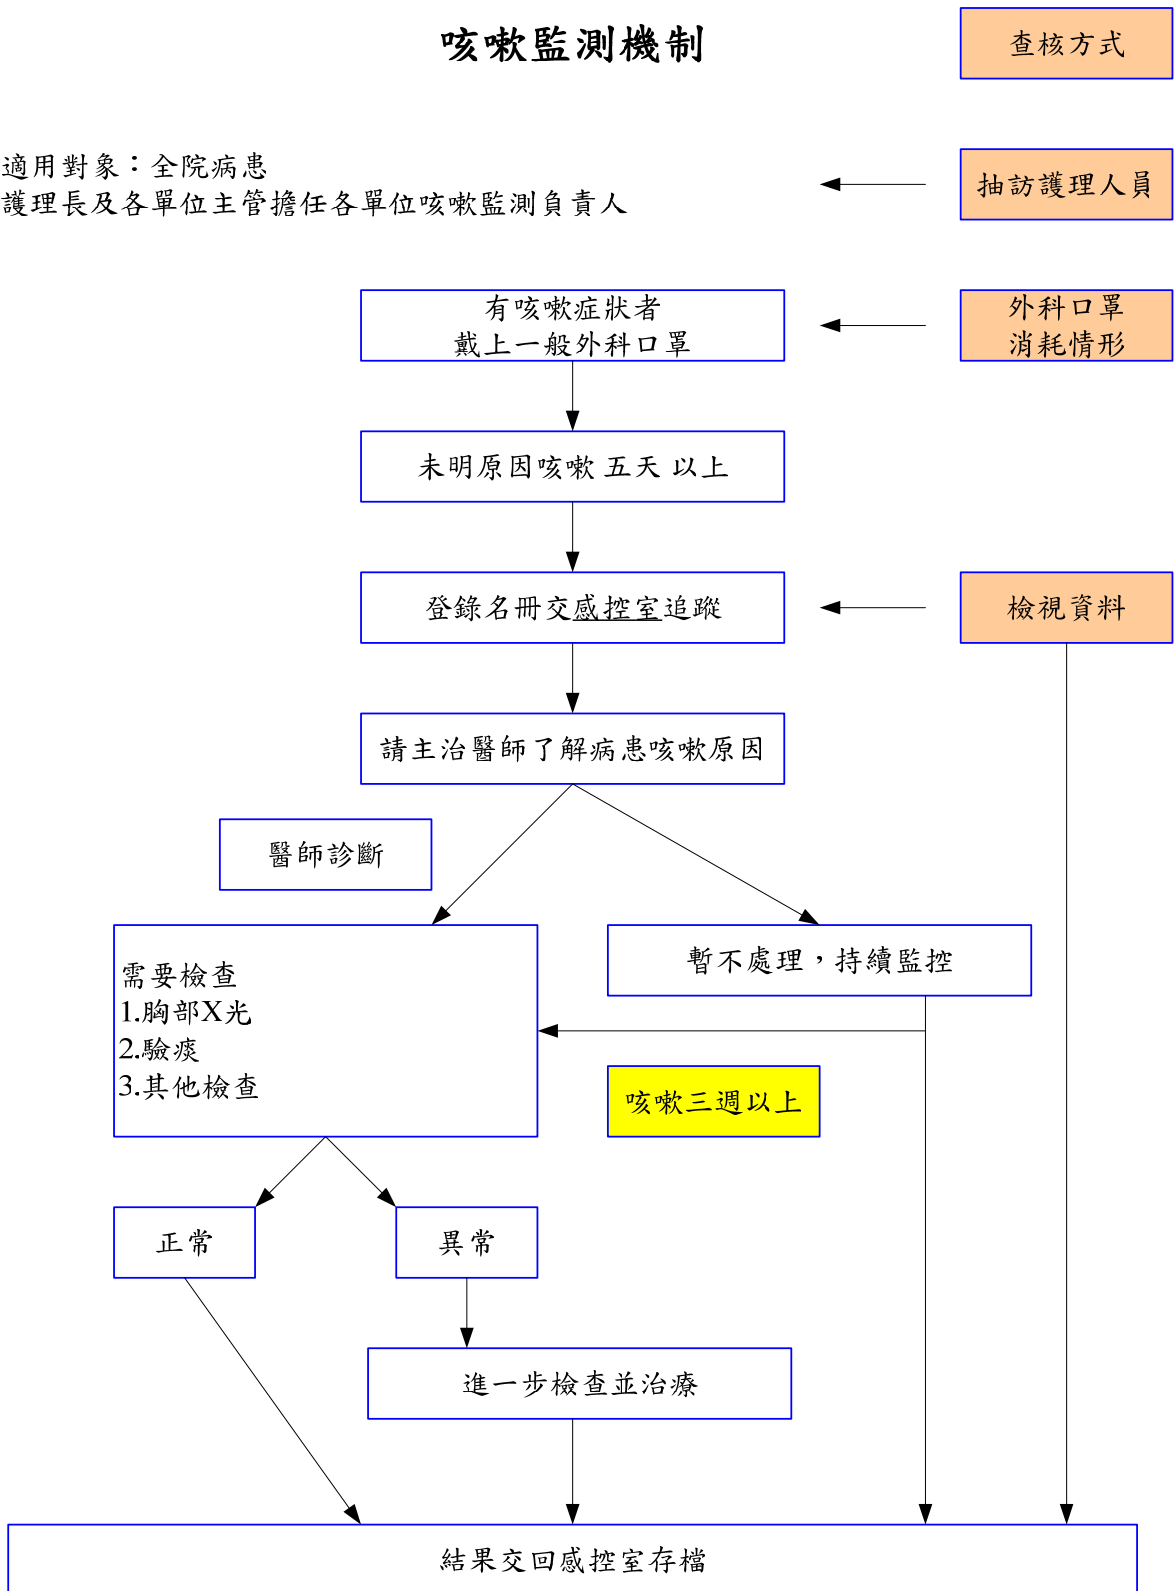 咳嗽監測機制
查核方式
適用對象：全院病患
護理長及各單位主管擔任各單位咳嗽監測負責人
抽訪護理人員
有咳嗽症狀者
戴上一般外科口罩
外科口罩
消耗情形
未明原因咳嗽 五天 以上
登錄名冊交感控室追蹤
檢視資料
請主治醫師了解病患咳嗽原因
醫師診斷
需要檢查
1.胸部X光
2.驗痰
3.其他檢查
暫不處理，持續監控
咳嗽三週以上
正常
異常
進一步檢查並治療
結果交回感控室存檔